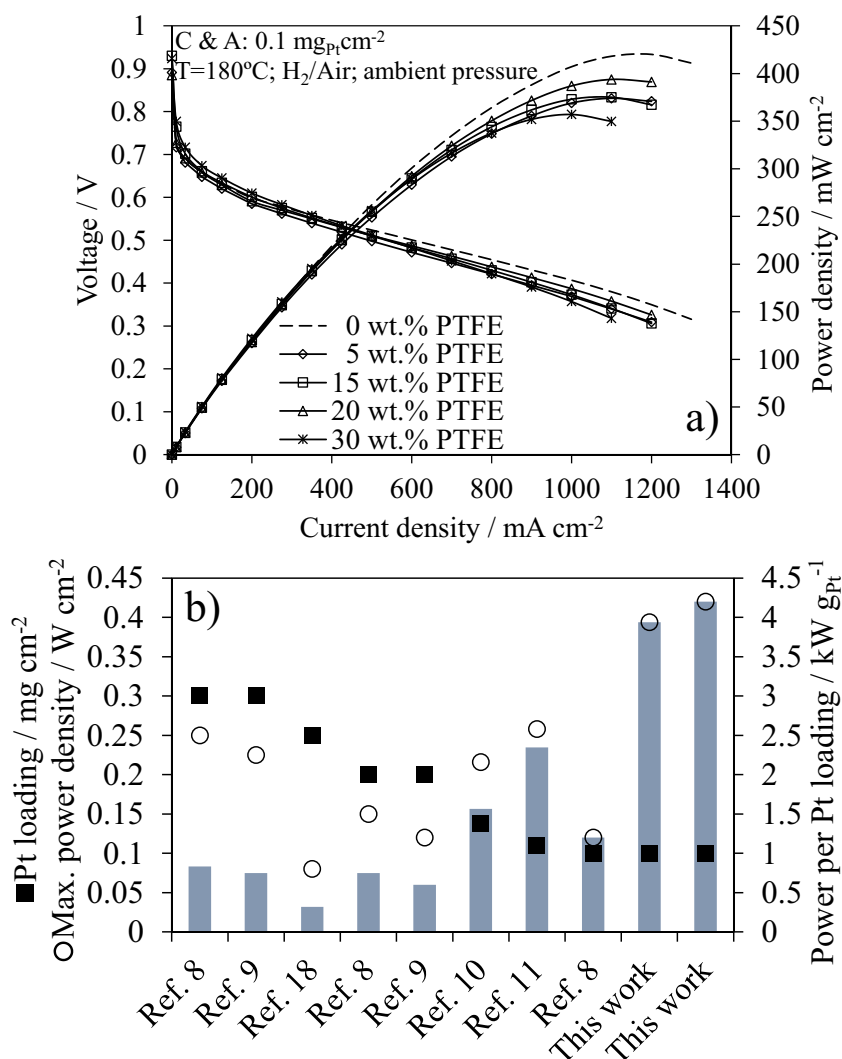 C & A: 0.1 mgPtcm-2
T=180ºC; H2/Air; ambient pressure
Voltage / V
1
0.9
0.8
0.7
0.6
0.5
0.4
0.3
0.2
0.1
0
0 wt.% PTFE
5 wt.% PTFE
15 wt.% PTFE
20 wt.% PTFE
30 wt.% PTFE
a)
450
400
350
300
250
200
150
100
50
0
Power density / mW cm-2
0 200 400 600 800 1000 1200 1400
Current density / mA cm-2
b)
Pt loading / mg cm-2
Max. power density / W cm-2
0.45
0.4
0.35
0.3
0.25
0.2
0.15
0.1
0.05
0
4.5
4
3.5
3
2.5
2
1.5
1
0.5
0
Power per Pt loading / kW gPt-1
Ref. 8
Ref. 9
Ref. 18
Ref. 8
Ref. 9
Ref. 10
Ref. 11
Ref. 8
This work
This work